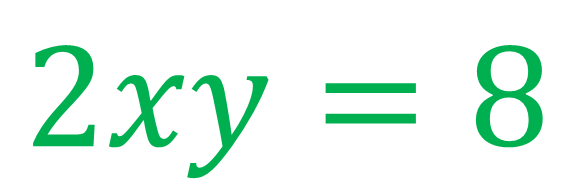 2xy = 8